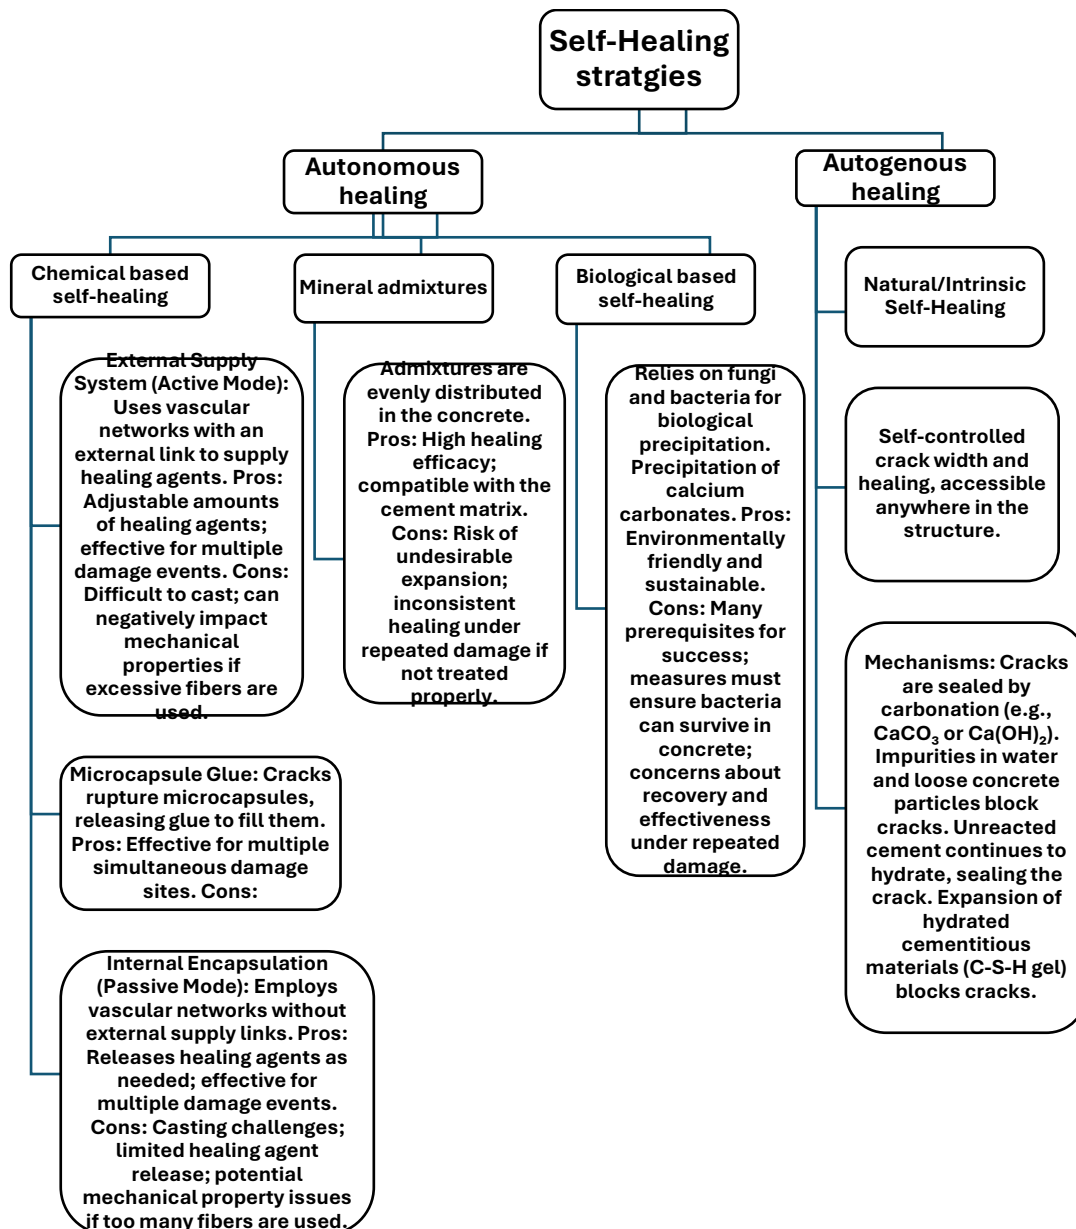 Self-Healing
stratgies
Autonomous
healing
Autogenous
healing
Chemical based
self-healing
Mineral admixtures
Biological based
self-healing
Natural/Intrinsic
Self-Healing
External Supply
System (Active Mode):
Uses vascular
networks with an
external link to supply
healing agents. Pros:
Adjustable amounts
of healing agents;
effective for multiple
damage events. Cons:
Difficult to cast; can
negatively impact
mechanical
properties if
excessive fibers are
used.
Admixtures are
evenly distributed
in the concrete.
Pros: High healing
efficacy;
compatible with the
cement matrix.
Cons: Risk of
undesirable
expansion;
inconsistent
healing under
repeated damage if
not treated
properly.
Relies on fungi
and bacteria for
biological
precipitation.
Precipitation of
calcium
carbonates. Pros:
Environmentally
friendly and
sustainable.
Cons: Many
prerequisites for
success;
measures must
ensure bacteria
can survive in
concrete;
concerns about
recovery and
effectiveness
under repeated
damage.
Self-controlled
crack width and
healing, accessible
anywhere in the
structure.
Mechanisms: Cracks
are sealed by
carbonation (e.g.,
CaCO₃ or Ca(OH)₂).
Impurities in water
and loose concrete
particles block
cracks. Unreacted
cement continues to
hydrate, sealing the
crack. Expansion of
hydrated
cementitious
materials (C-S-H gel)
blocks cracks.
Microcapsule Glue: Cracks
rupture microcapsules,
releasing glue to fill them.
Pros: Effective for multiple
simultaneous damage
sites. Cons:
Internal Encapsulation
(Passive Mode): Employs
vascular networks without
external supply links. Pros:
Releases healing agents as
needed; effective for
multiple damage events.
Cons: Casting challenges;
limited healing agent
release; potential
mechanical property issues
if too many fibers are used.